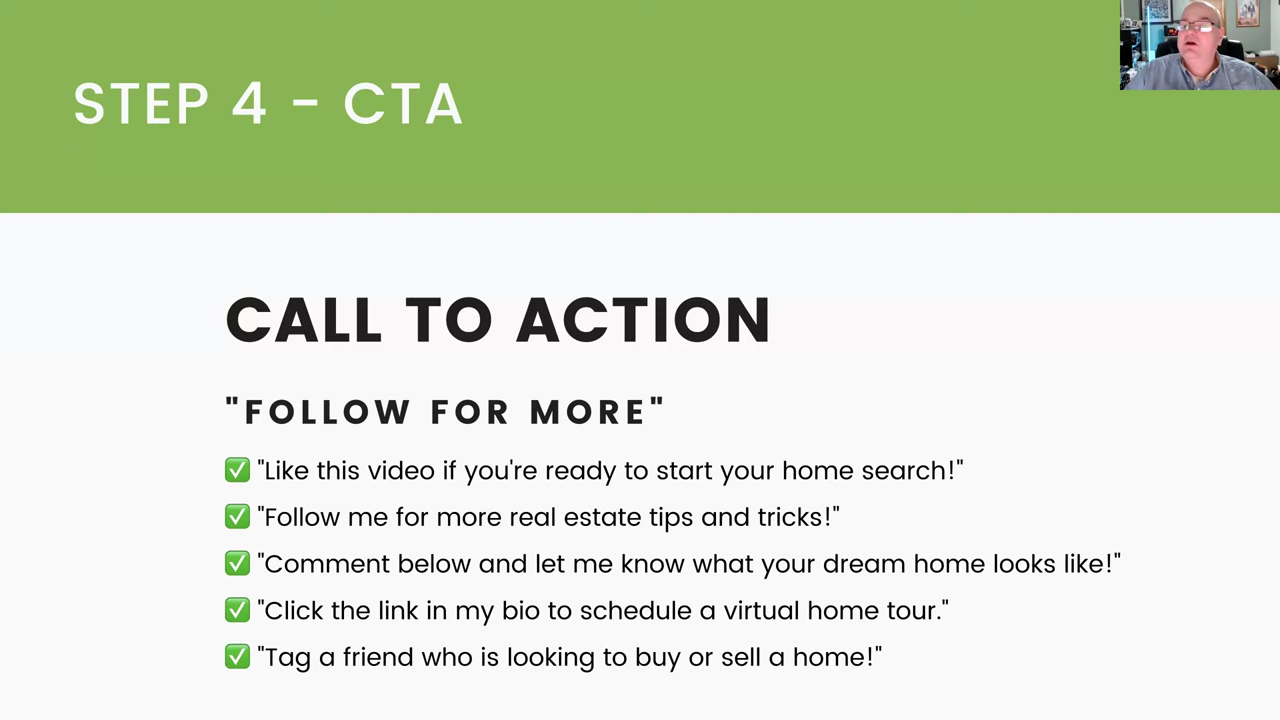 STEP 4 - CTA
CALL TO ACTION
"FOLLOW FOR MORE"
✅ "Like this video if you're ready to start your home search!"
✅ "Follow me for more real estate tips and tricks!"
✅ "Comment below and let me know what your dream home looks like!"
✅ "Click the link in my bio to schedule a virtual home tour."
✅ "Tag a friend who is looking to buy or sell a home!"